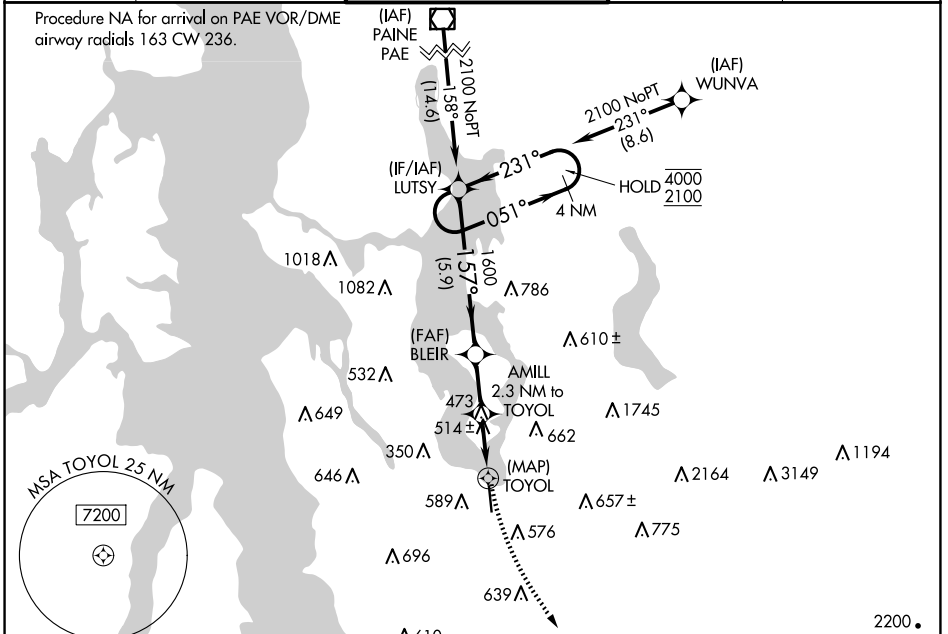 Procedure NA for arrival on PAE VOR/DME
airway radials 163 CW 236.
(IAF)
PAINE
PAE
2100 NoPT
158°
(14.6)
(IAF)
WUNVA
2100 NoPT
231°
(8.6)
(IF/IAF)
LUTSY
231°
051°
4 NM
HOLD
4000
2100
1600
157°
(5.9)
1018
1082
786
(FAF)
BLEIR
610 ±
532
AMILL
2.3 NM to
TOYOL
473
514 ±
649
1745
662
350
646
(MAP)
TOYOL
1194
2164
3149
589
657 ±
576
775
696
639
MSA TOYOL 25 NM
7200
2200